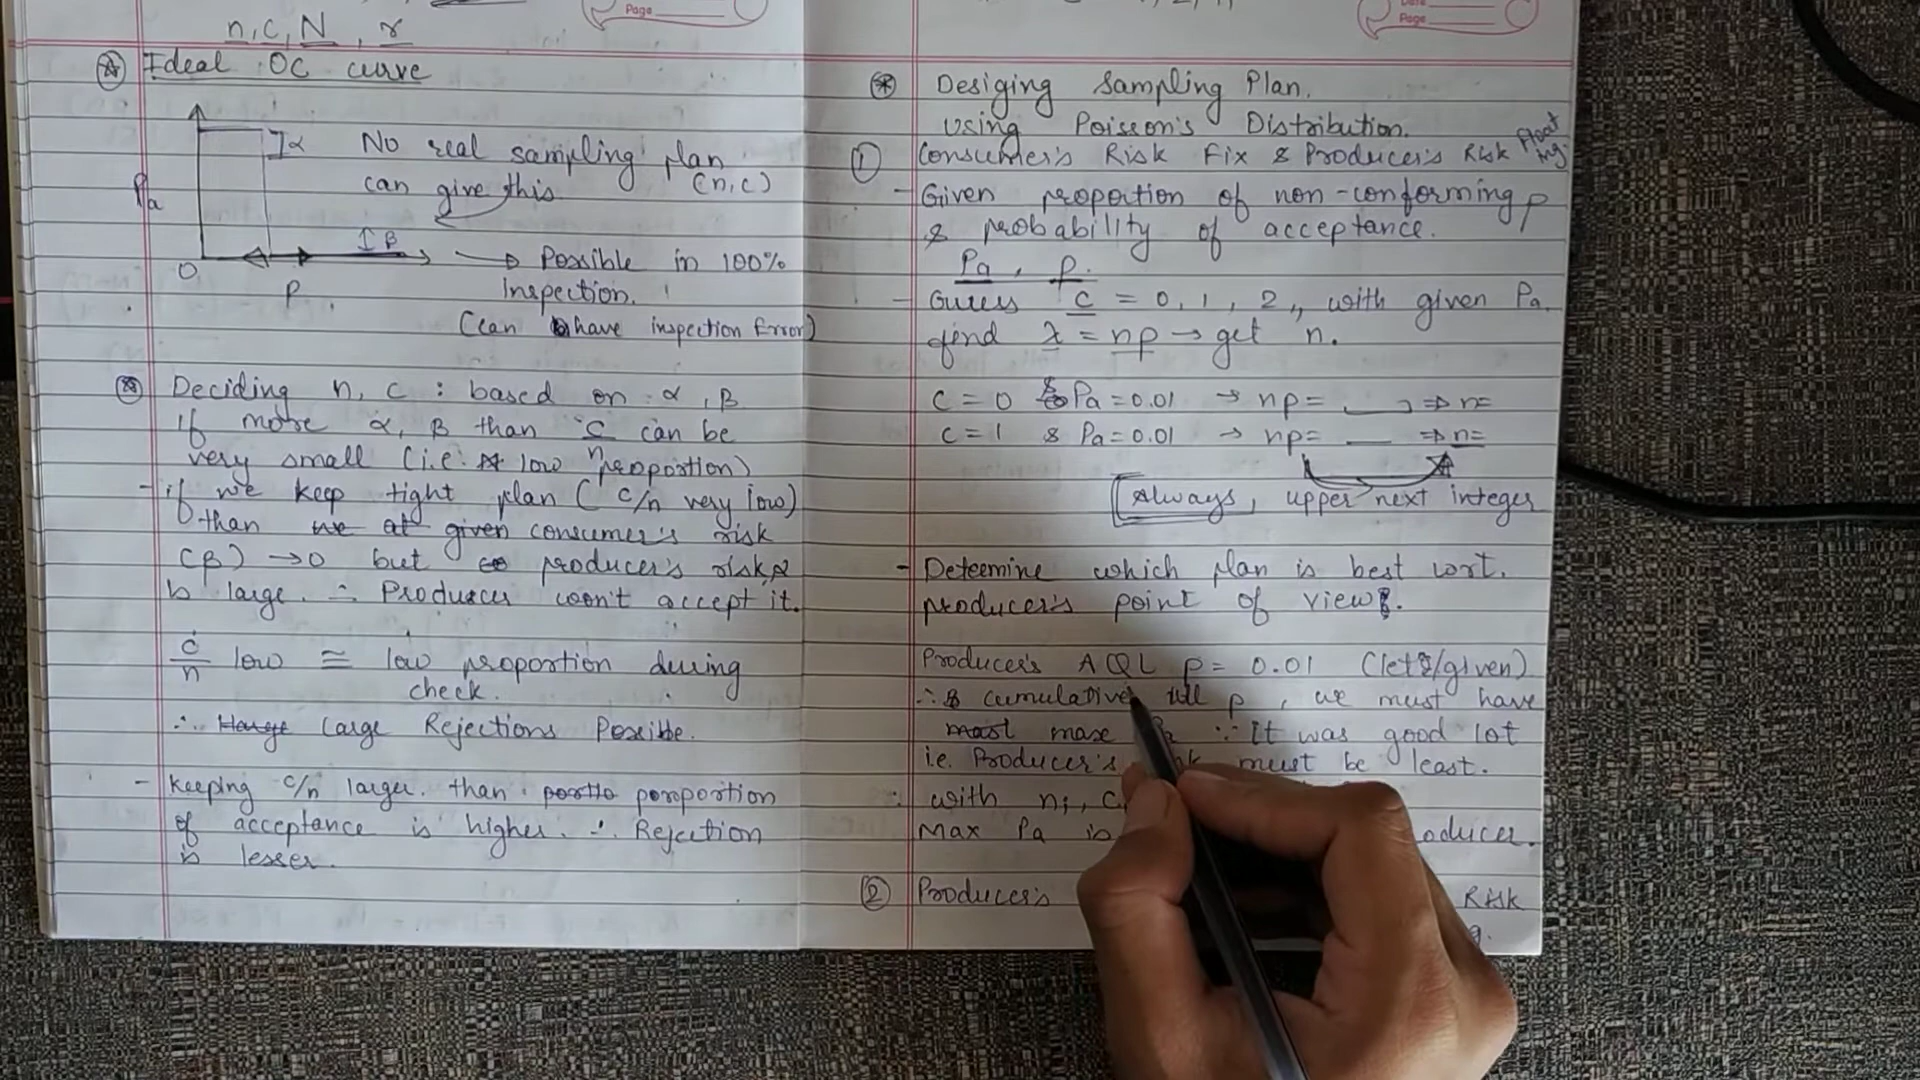 Page
n, c, N, r
Ideal OC curve
α No real sampling plan
Pa can give this (n,c)
β → Possible in 100%
O
P Inspection.
(can have inspection Error)
Deciding n, c : based on α, β
If more α, β than c can be
n
very small (i.e. low proportion)
- if we keep tight plan ( c/n very low)
than we at given consumer's risk
(β) → 0 but producer's risk α
is large. ∴ Producer won't accept it.
c/n low ≅ low proportion during
check.
∴ Large Rejections Possible.
- Keeping c/n larger than proportion
of acceptance is higher. ∴ Rejection
is lesser.
Page
Desiging Sampling Plan.
using Poisson's Distribution.
① Consumer's Risk Fix & Producer's Risk Floating
- Given proportion of non-conforming p
& probability of acceptance.
Pa, p.
- Guess c = 0, 1, 2,, with given Pa.
find λ = np → get n.
c = 0 & Pa = 0.01 → np = __ ⇒ n=
c = 1 & Pa = 0.01 → np = __ ⇒ n=
Always, upper next integer
- Determine which plan is best wrt.
producer's point of view.
Producer's AQL p = 0.01 (let's/given)
∴ cumulative till p, we must have
most max ∵ It was good lot
i.e. Producer's must be least.
∴ with n,, c
Max Pa is
② Producer's Risk